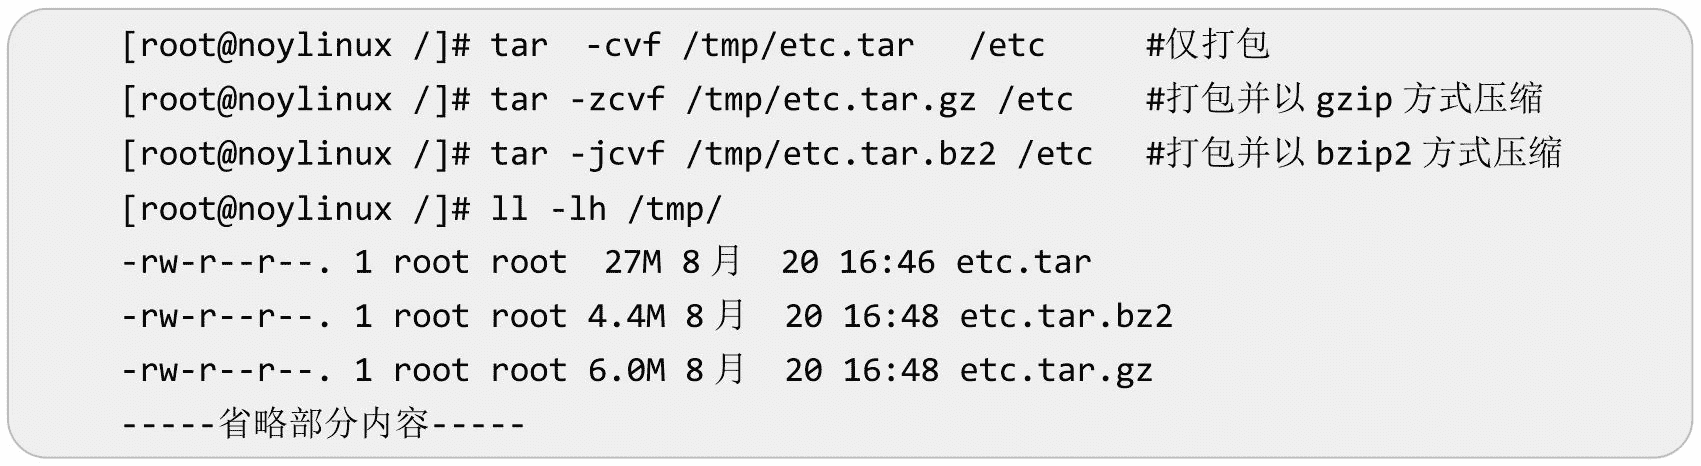 [root@noylinux /]# tar  -cvf /tmp/etc.tar   /etc     #仅打包
[root@noylinux /]# tar -zcvf /tmp/etc.tar.gz /etc    #打包并以 gzip 方式压缩
[root@noylinux /]# tar -jcvf /tmp/etc.tar.bz2 /etc   #打包并以 bzip2 方式压缩
[root@noylinux /]# ll -lh /tmp/
-rw-r--r--. 1 root root  27M 8 月  20 16:46 etc.tar
-rw-r--r--. 1 root root 4.4M 8 月  20 16:48 etc.tar.bz2
-rw-r--r--. 1 root root 6.0M 8 月  20 16:48 etc.tar.gz
-----省略部分内容-----